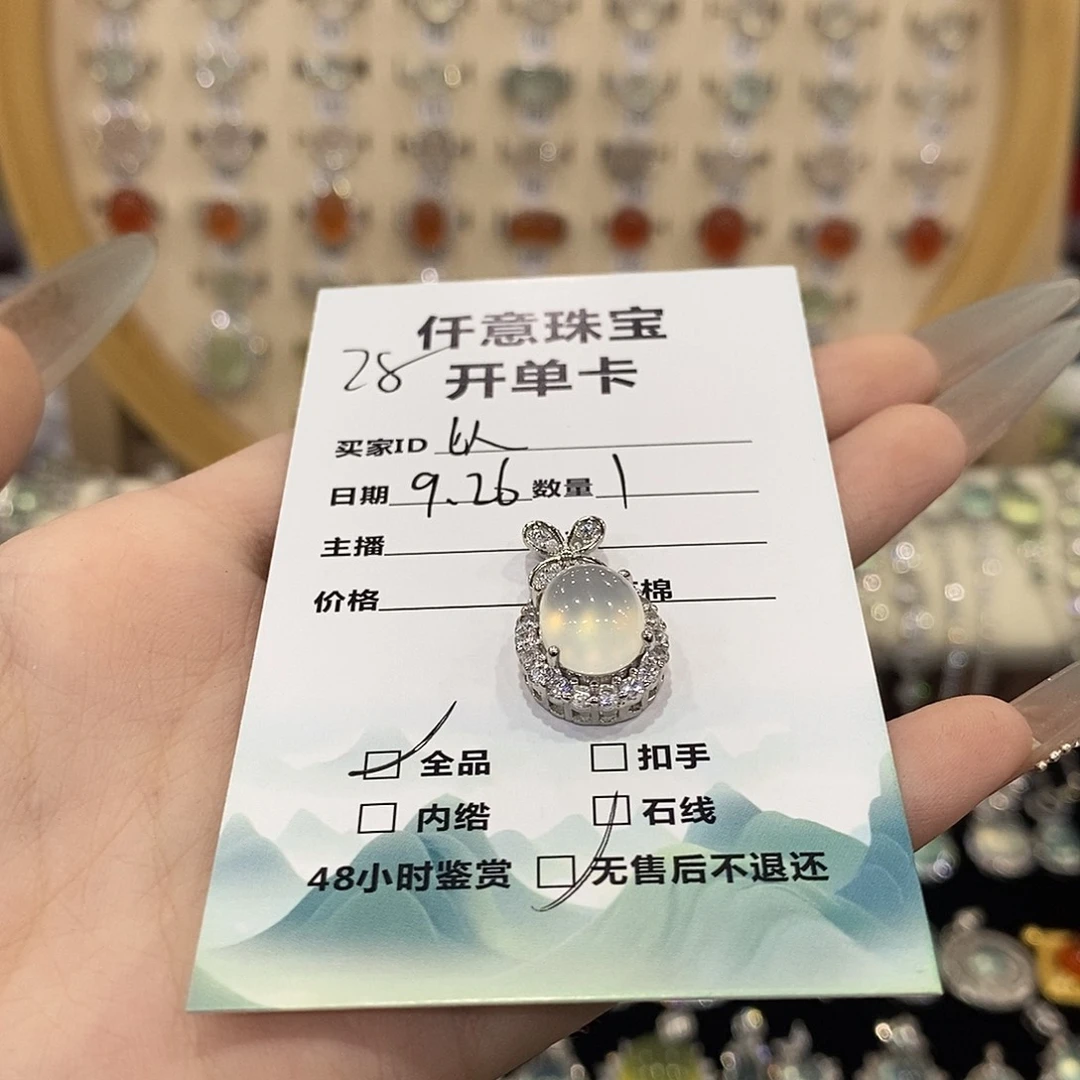 仟意珠宝
28 开单卡
买家ID
日期 9.26 数量 1
主播
价格 棉
全品 扣手
内绺 石线
48小时鉴赏 无售后不退还